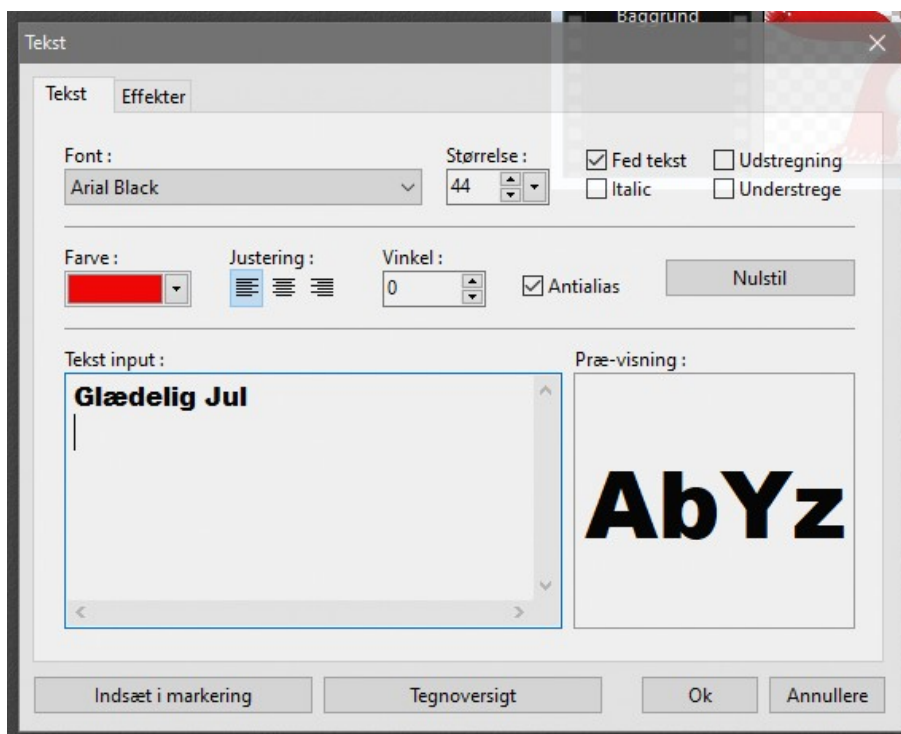 Baggrund
Tekst
Tekst Effekter
Font : Størrelse :
Arial Black 44 Fed tekst Udstregning
Italic Understrege
Farve : Justering : Vinkel :
0 Antialias Nulstil
Tekst input : Præ-visning :
Glædelig Jul
AbYz
Indsæt i markering Tegnoversigt Ok Annullere